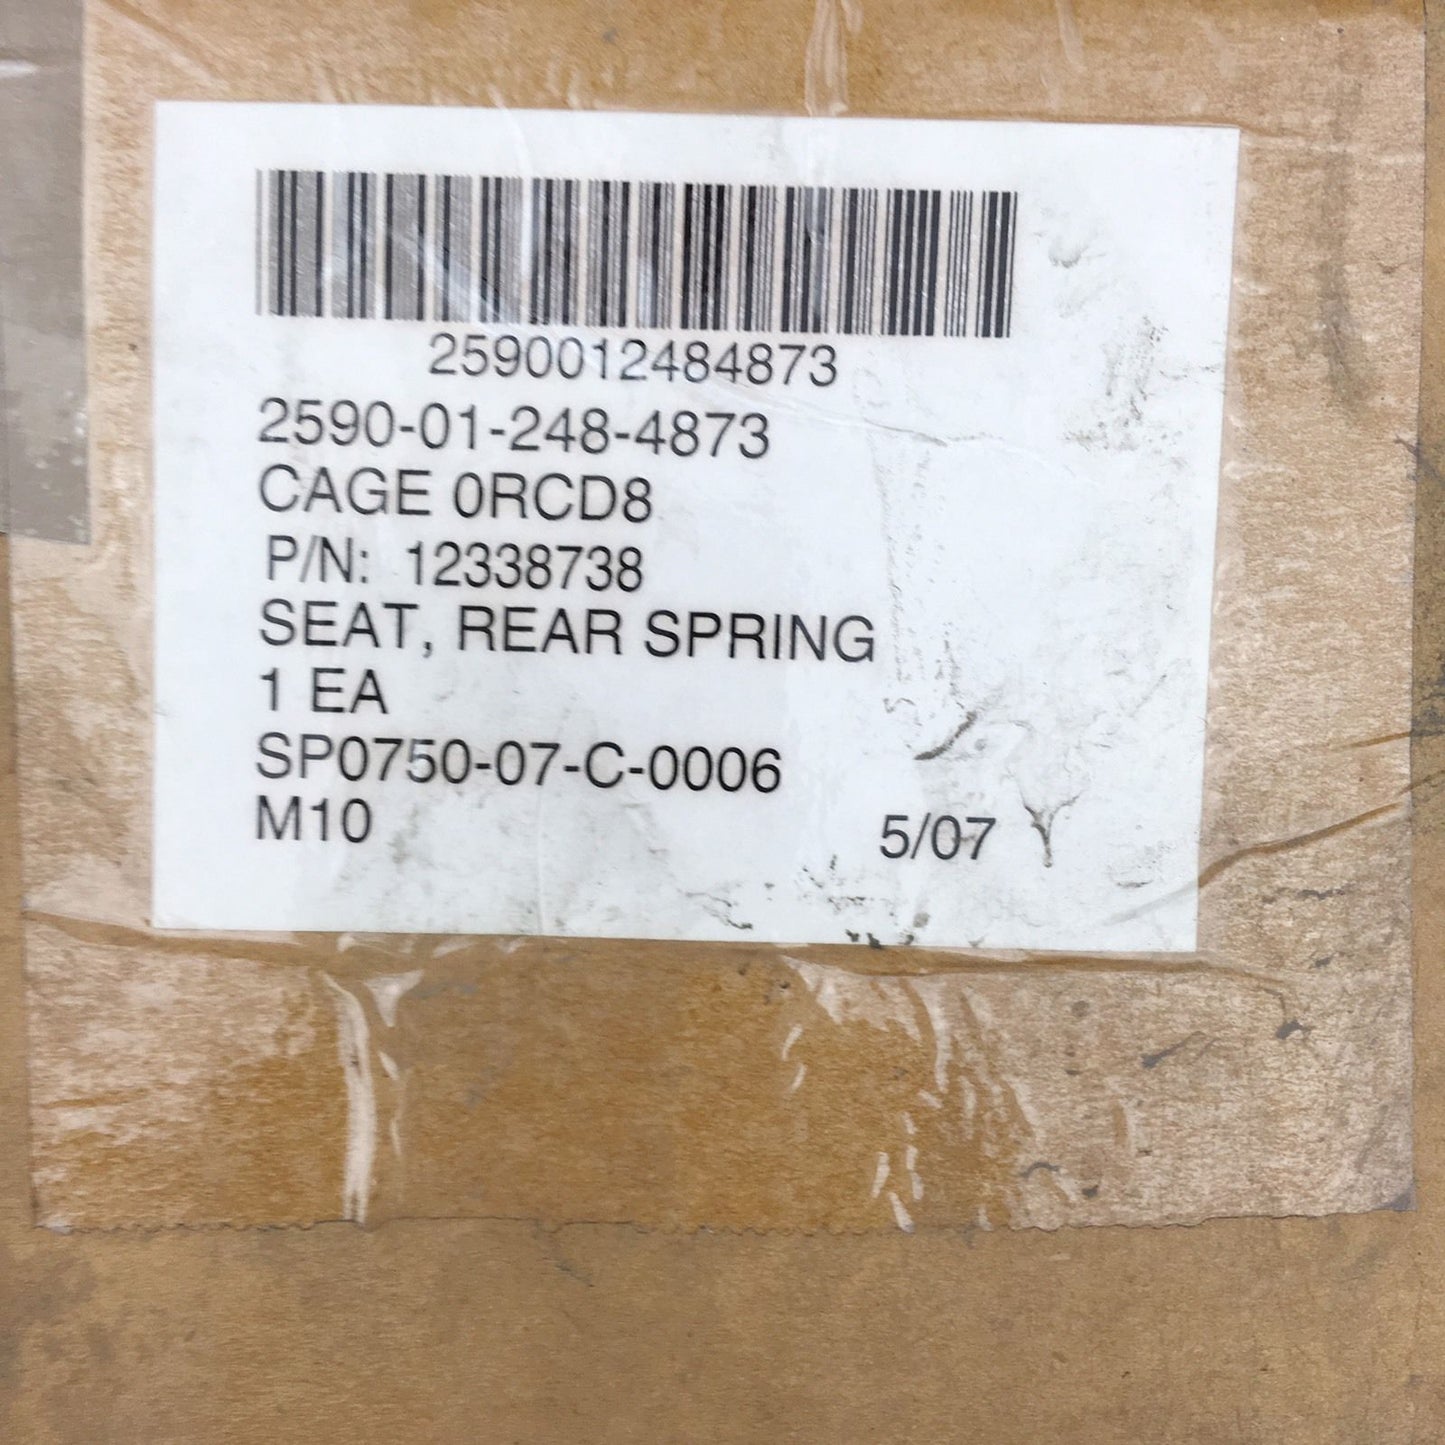 2590012484873
2590-01-248-4873
CAGE 0RCD8
P/N: 12338738
SEAT, REAR SPRING
1 EA
SP0750-07-C-0006
M10 5/07